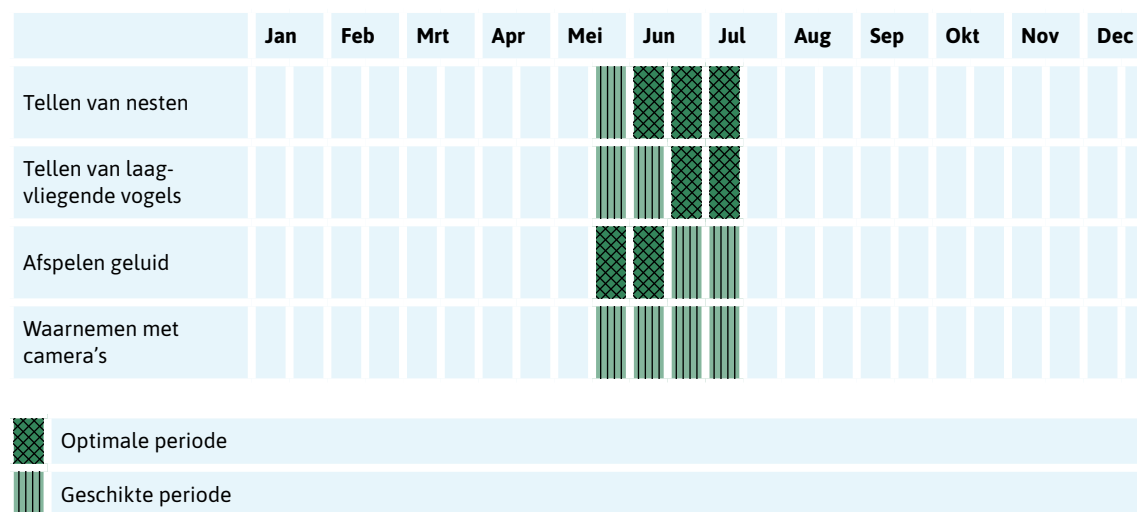 Jan Feb Mrt Apr Mei Jun Jul Aug Sep Okt Nov Dec
Tellen van nesten
Tellen van laag-
vliegende vogels
Afspelen geluid
Waarnemen met
camera’s
Optimale periode
Geschikte periode